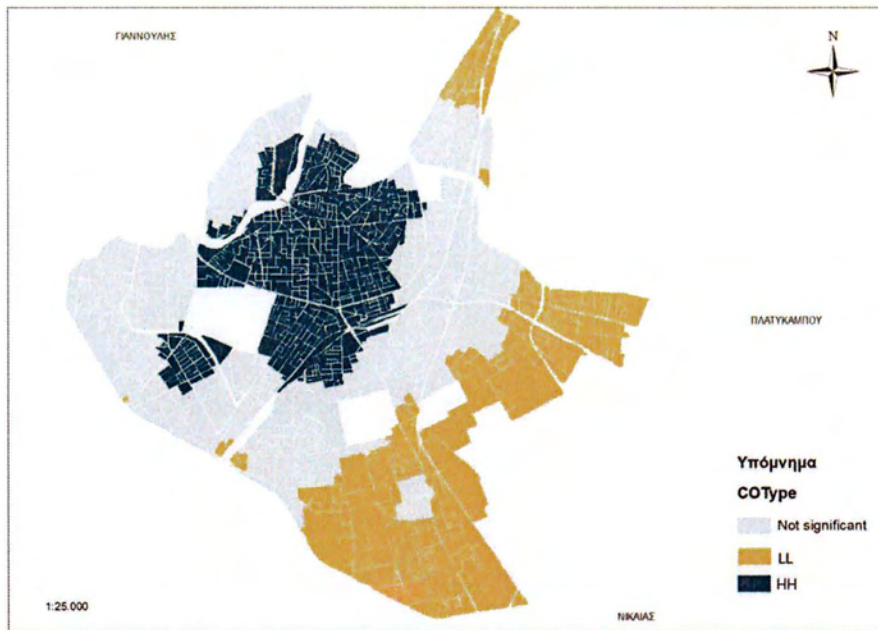 ΓΙΑΝΝΟΥΛΗΣ
N
ΠΛΑΤΥΚΑΜΠΟΥ
Υπόμνημα
COType
Not significant
LL
HH
1:25.000
ΝΙΚΑΙΑΣ